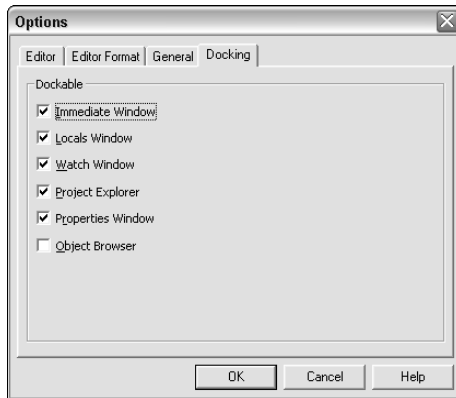 Options
Editor Editor Format General Docking
Dockable
Immediate Window
Locals Window
Watch Window
Project Explorer
Properties Window
Object Browser
OK Cancel Help